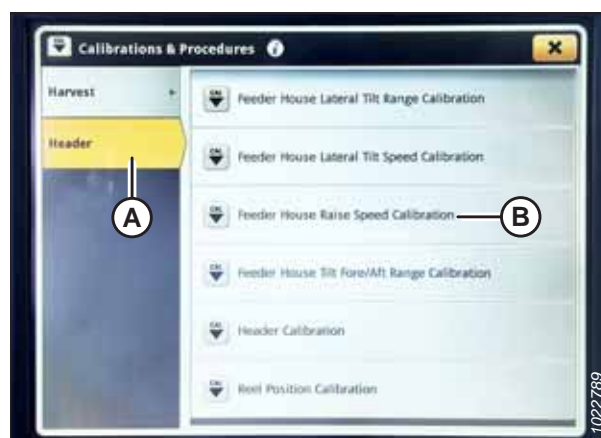 Calibrations & Procedures
Harvest
Feeder House Lateral Tilt Range Calibration
Header
Feeder House Lateral Tilt Speed Calibration
A
Feeder House Raise Speed Calibration
B
Feeder House Tilt Fore/Aft Range Calibration
Header Calibration
Reel Position Calibration
1022789